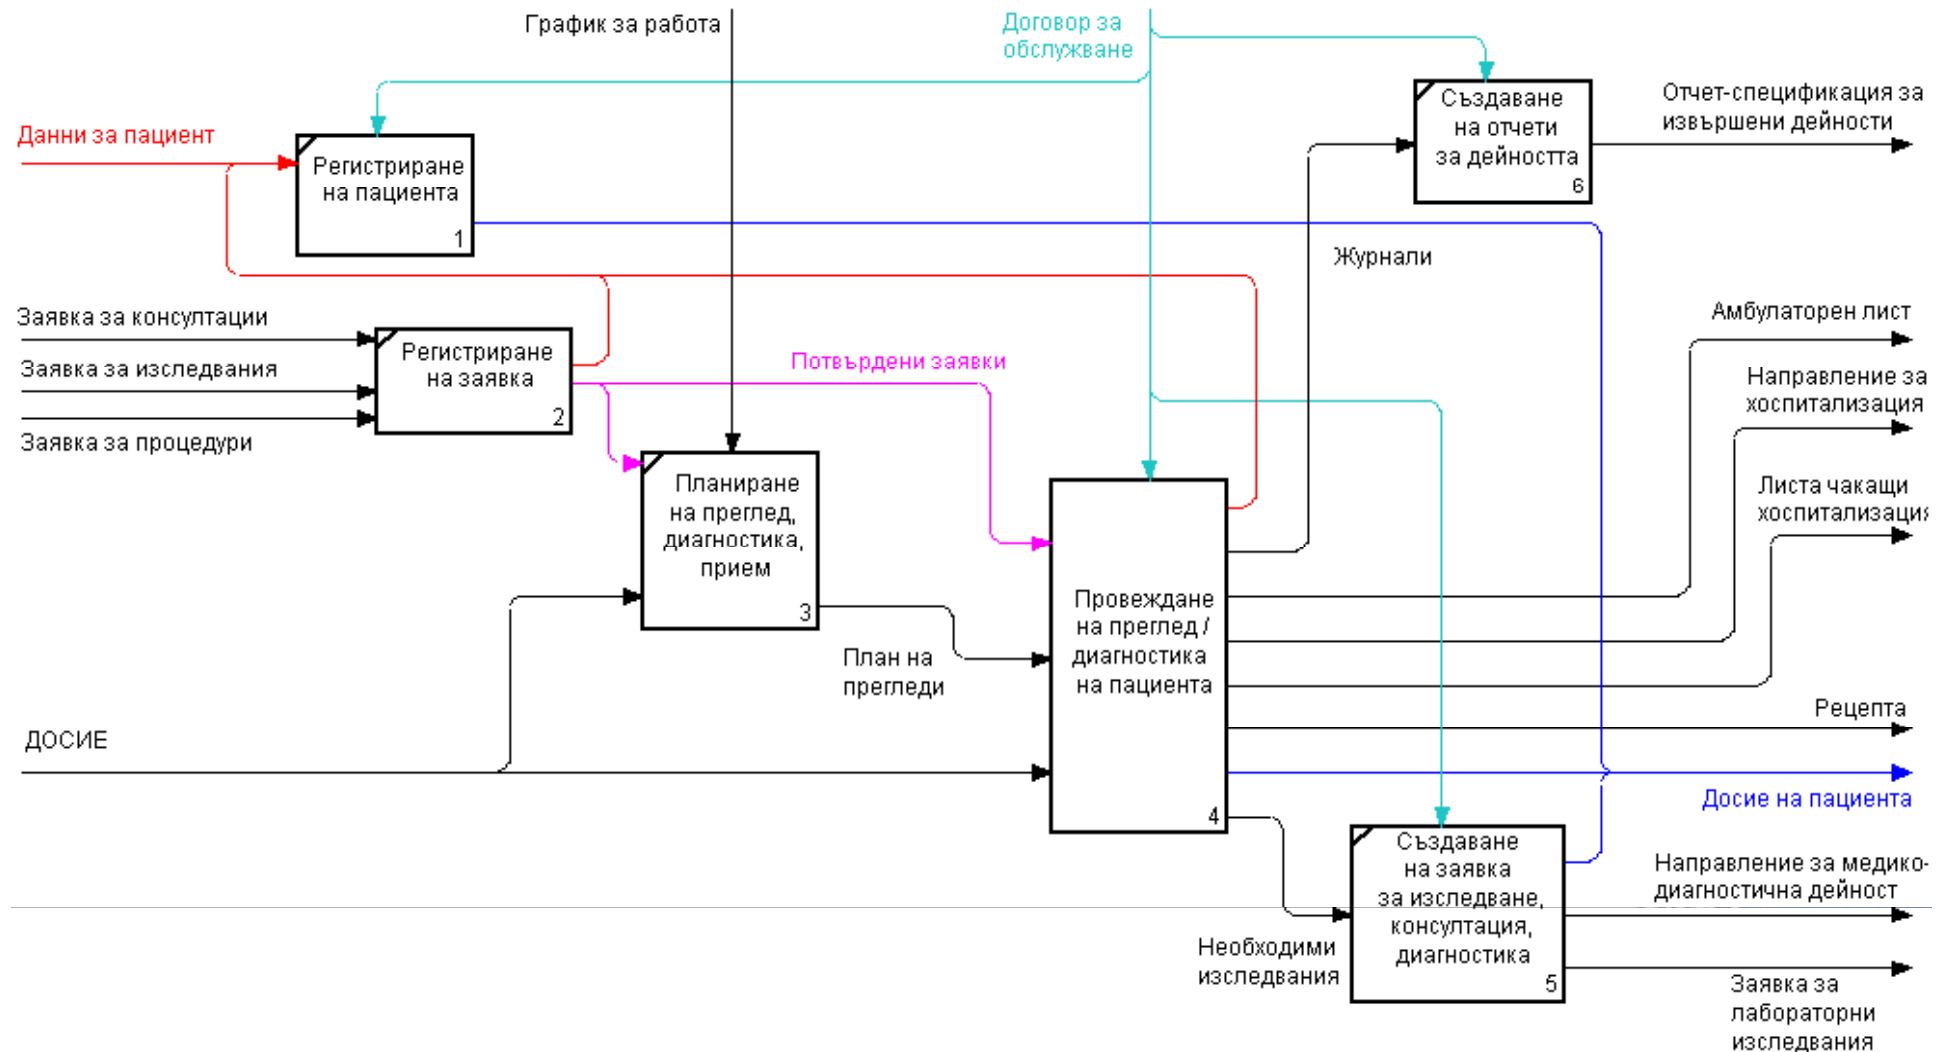 График за работа
Договор за
обслужване
Данни за пациент
Регистриране
на пациента
1
Създаване
на отчети
за дейността
6
Отчет-спецификация за
извършени дейности
Журнали
Заявка за консултации
Заявка за изследвания
Заявка за процедури
Регистриране
на заявка
2
Потвърдени заявки
Амбулаторен лист
Направление за
хоспитализация
Листа чакащи
хоспитализация
Планиране
на преглед,
диагностика,
прием
3
План на
прегледи
Провеждане
на преглед /
диагностика
на пациента
4
ДОСИЕ
Рецепта
Досие на пациента
Необходими
изследвания
Създаване
на заявка
за изследване,
консултация,
диагностика
5
Направление за медико-
диагностична дейност
Заявка за
лабораторни
изследвания